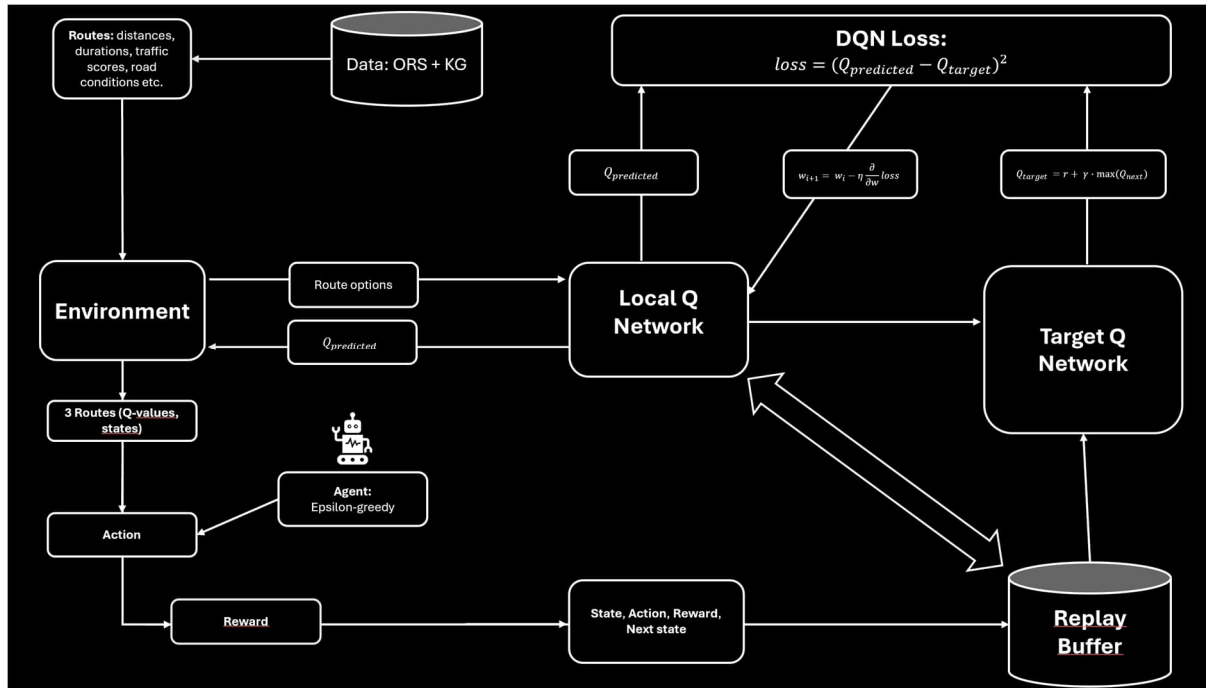 Routes: distances,
durations, traffic
scores, road
conditions etc.
Data: ORS + KG
DQN Loss:
loss = (Q_predicted − Q_target)^2
Q_predicted
w_{i+1} = w_i − η ∂/∂w loss
Q_target = r + γ · max(Q_next)
Environment
Route options
Q_predicted
Local Q
Network
Target Q
Network
3 Routes (Q-values,
states)
Agent:
Epsilon-greedy
Action
Reward
State, Action, Reward,
Next state
Replay
Buffer